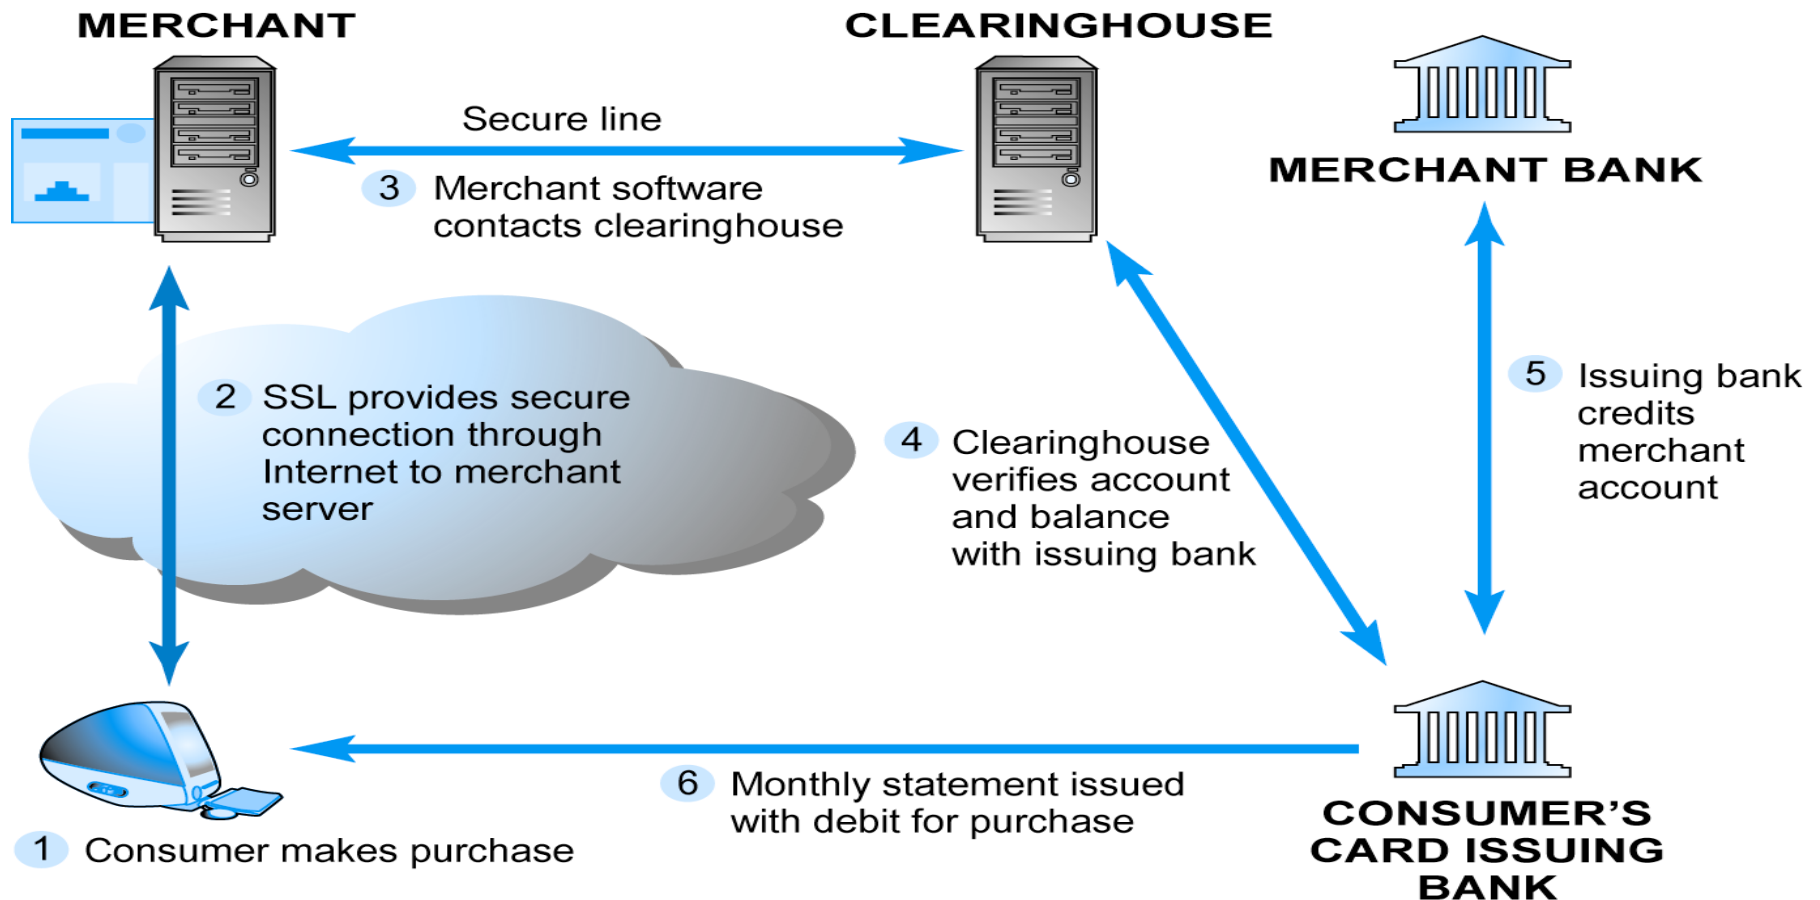 MERCHANT
CLEARINGHOUSE
MERCHANT BANK
Secure line
3 Merchant software
contacts clearinghouse
2 SSL provides secure
connection through
Internet to merchant
server
4 Clearinghouse
verifies account
and balance
with issuing bank
5 Issuing bank
credits
merchant
account
6 Monthly statement issued
with debit for purchase
1 Consumer makes purchase
CONSUMER’S
CARD ISSUING
BANK